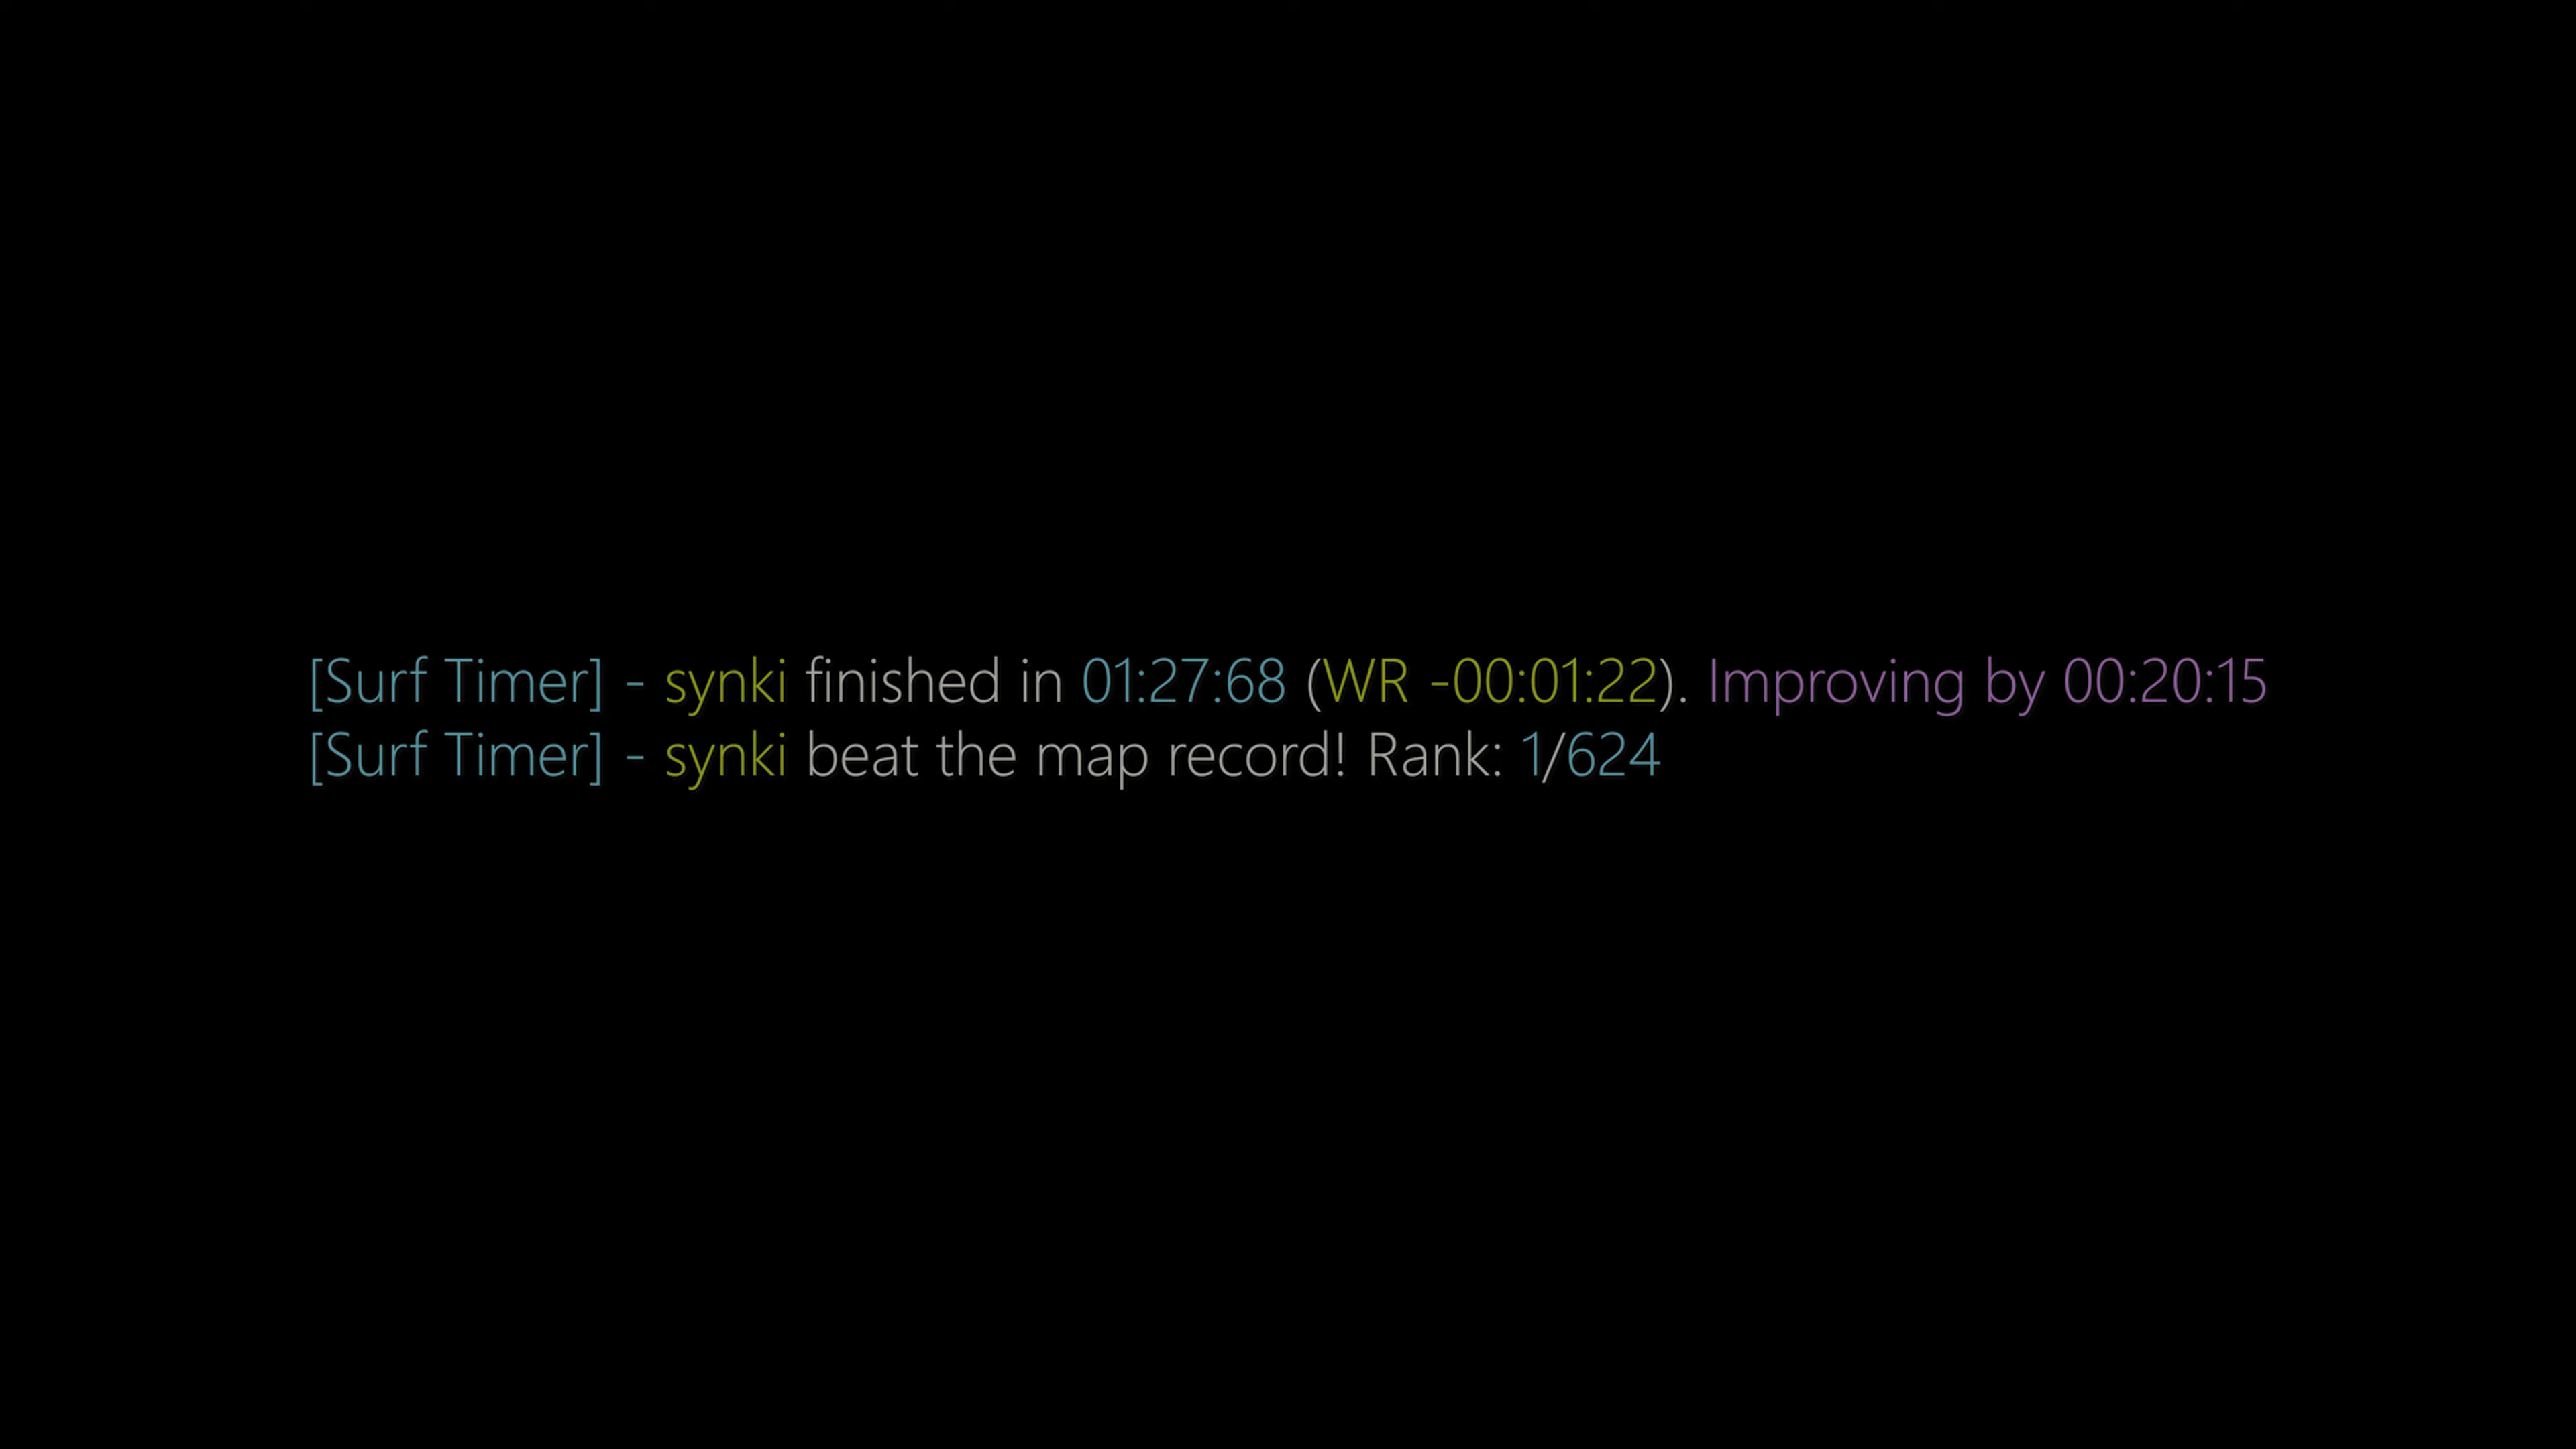 [Surf Timer] - synki finished in 01:27:68 (WR -00:01:22). Improving by 00:20:15
[Surf Timer] - synki beat the map record! Rank: 1/624